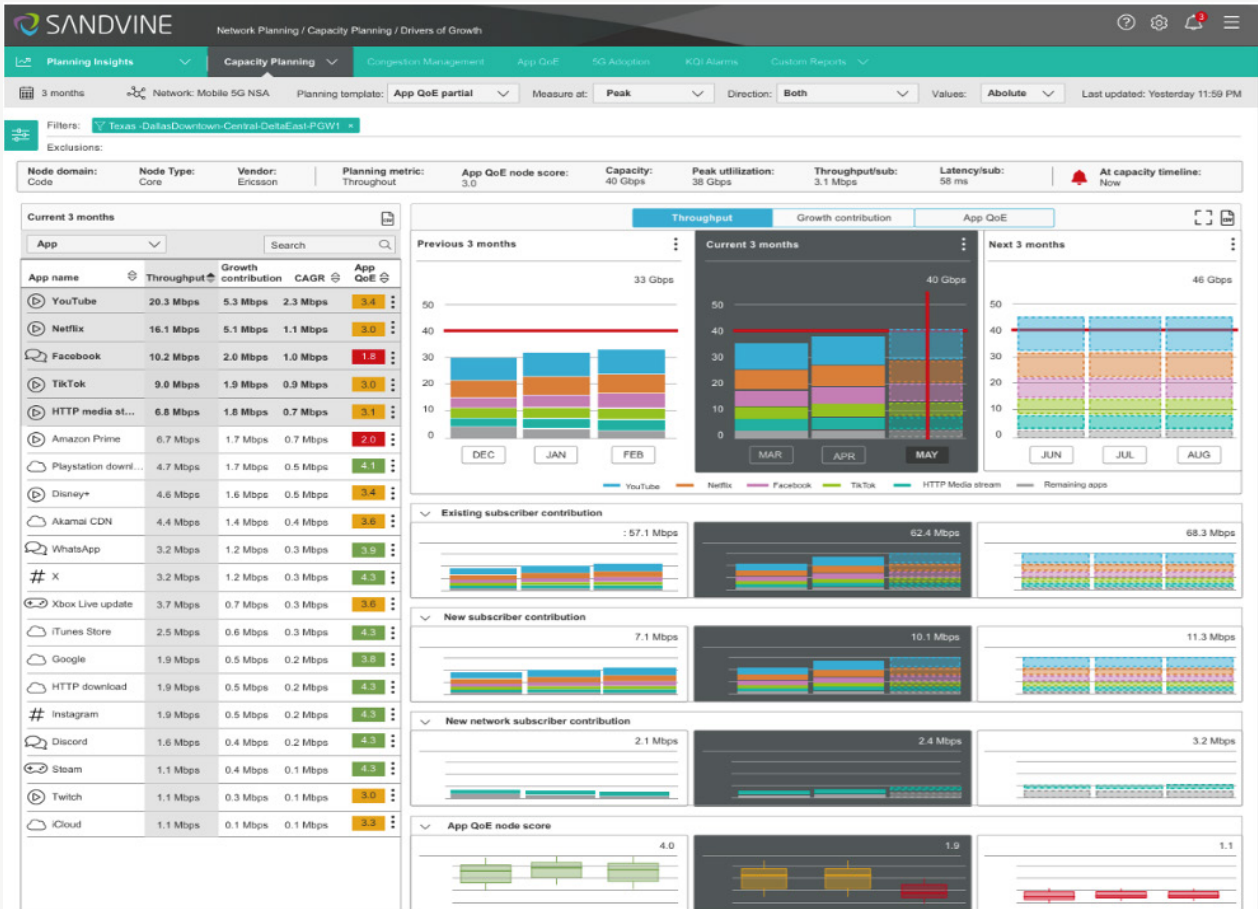 SANDVINE
Network Planning / Capacity Planning / Drivers of Growth
3
Planning Insights
Capacity Planning
Congestion Management
App QoE
5G Adoption
KQI Alarms
Custom Reports
3 months
Network: Mobile 5G NSA
Planning template: App QoE partial
Measure at: Peak
Direction: Both
Values: Abolute
Last updated: Yesterday 11:59 PM
Filters: Texas -DallasDowntown-Central-DeltaEast-PGW1 ×
Exclusions:
Node domain: Node Type: Vendor: Planning metric: App QoE node score: Capacity: Peak utlilization: Throughput/sub: Latency/sub: At capacity timeline:
Code Core Ericsson Throughout 3.0 40 Gbps 38 Gbps 3.1 Mbps 58 ms Now
Current 3 months
App
Search
App name Throughput Growth contribution CAGR App QoE
YouTube 20.3 Mbps 5.3 Mbps 2.3 Mbps 3.4
Netflix 16.1 Mbps 5.1 Mbps 1.1 Mbps 3.0
Facebook 10.2 Mbps 2.0 Mbps 1.0 Mbps 1.8
TikTok 9.0 Mbps 1.9 Mbps 0.9 Mbps 3.0
HTTP media st... 6.8 Mbps 1.8 Mbps 0.7 Mbps 3.1
Amazon Prime 6.7 Mbps 1.7 Mbps 0.7 Mbps 2.0
Playstation downl... 4.7 Mbps 1.7 Mbps 0.5 Mbps 4.1
Disney+ 4.6 Mbps 1.6 Mbps 0.5 Mbps 3.4
Akamai CDN 4.4 Mbps 1.4 Mbps 0.4 Mbps 3.6
WhatsApp 3.2 Mbps 1.2 Mbps 0.3 Mbps 3.9
X 3.2 Mbps 1.2 Mbps 0.3 Mbps 4.3
Xbox Live update 3.7 Mbps 0.7 Mbps 0.3 Mbps 3.6
iTunes Store 2.5 Mbps 0.6 Mbps 0.3 Mbps 4.3
Google 1.9 Mbps 0.5 Mbps 0.2 Mbps 3.8
HTTP download 1.9 Mbps 0.5 Mbps 0.2 Mbps 4.3
Instagram 1.9 Mbps 0.5 Mbps 0.2 Mbps 4.3
Discord 1.6 Mbps 0.4 Mbps 0.2 Mbps 4.3
Steam 1.1 Mbps 0.4 Mbps 0.1 Mbps 4.3
Twitch 1.1 Mbps 0.3 Mbps 0.1 Mbps 3.0
iCloud 1.1 Mbps 0.1 Mbps 0.1 Mbps 3.3
Throughput Growth contribution App QoE
Previous 3 months
33 Gbps
50
40
30
20
10
0
DEC JAN FEB
Current 3 months
40 Gbps
50
40
30
20
10
0
MAR APR MAY
Next 3 months
46 Gbps
50
40
30
20
10
0
JUN JUL AUG
YouTube Netflix Facebook TikTok HTTP Media stream Remaining apps
Existing subscriber contribution
: 57.1 Mbps 62.4 Mbps 68.3 Mbps
New subscriber contribution
7.1 Mbps 10.1 Mbps 11.3 Mbps
New network subscriber contribution
2.1 Mbps 2.4 Mbps 3.2 Mbps
App QoE node score
4.0 1.9 1.1